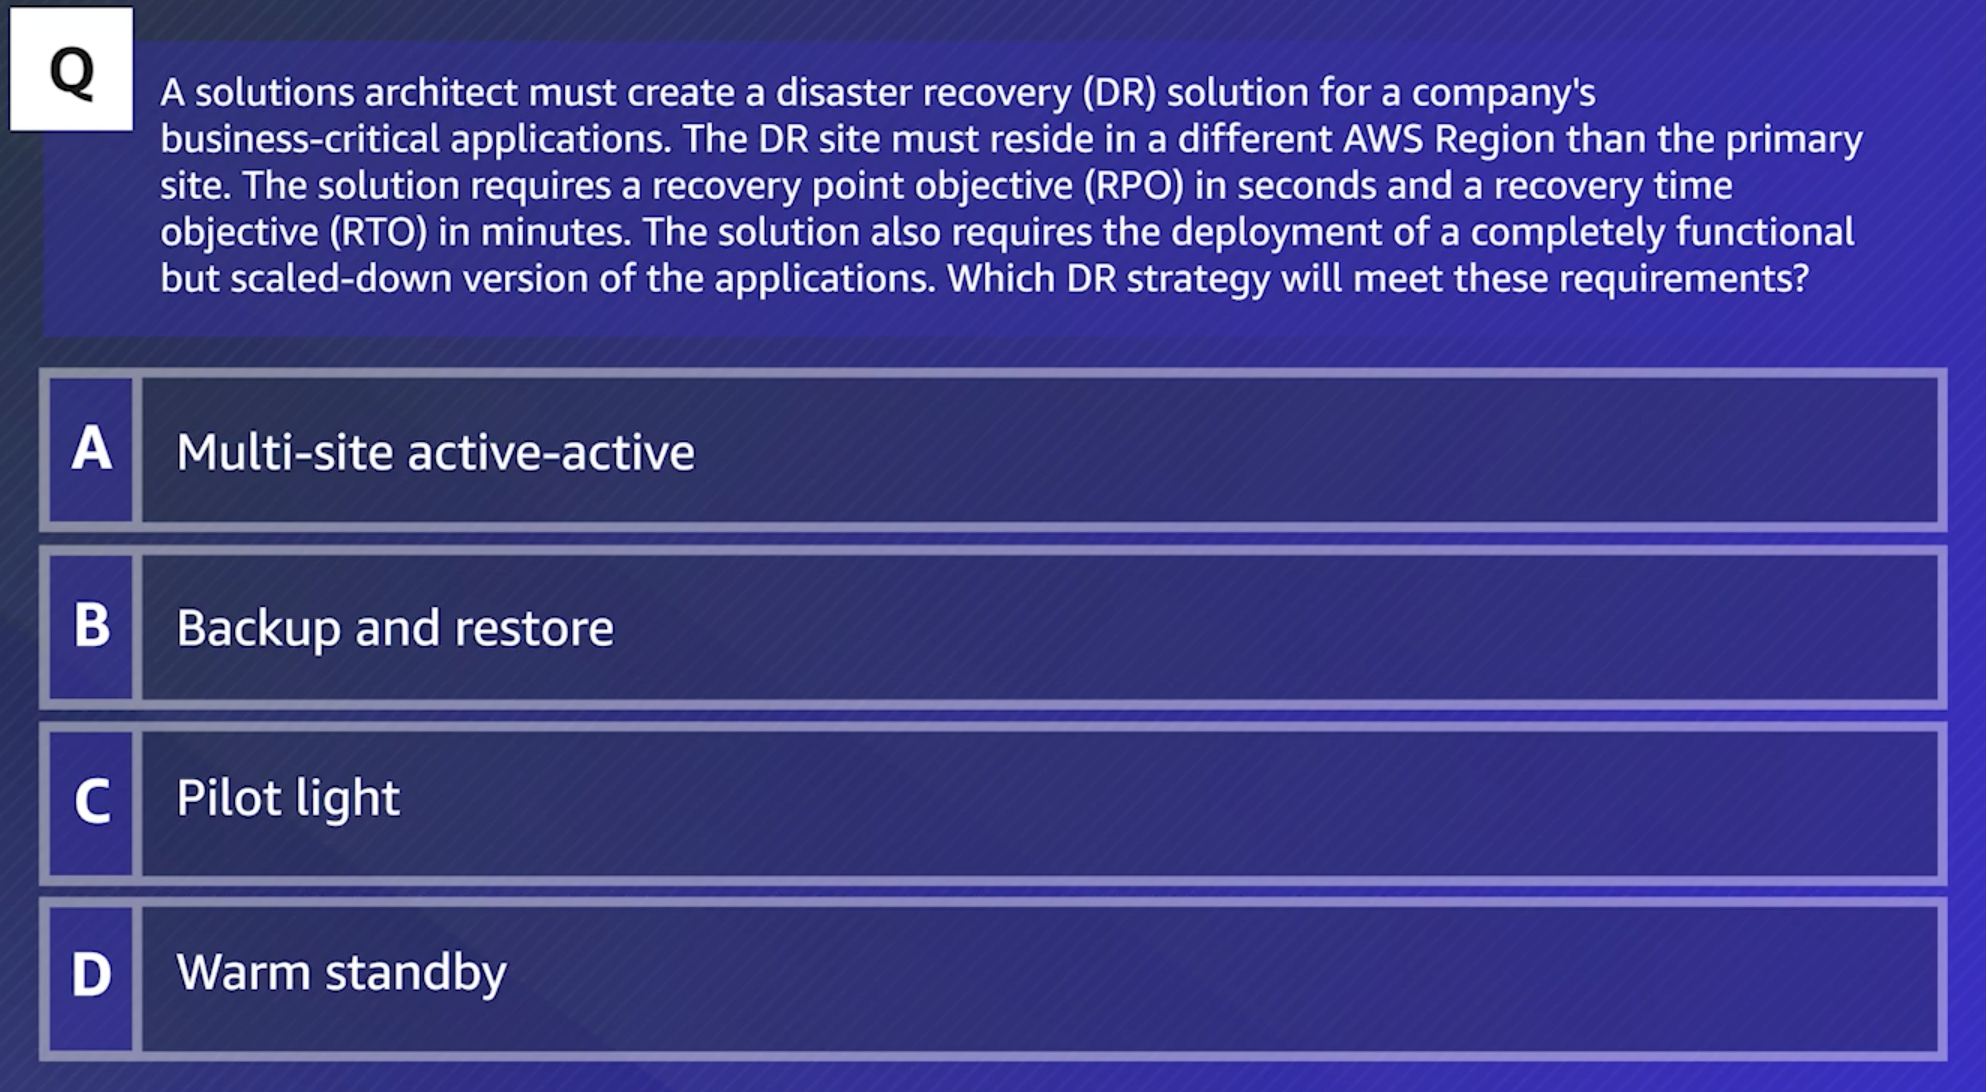 Q
A solutions architect must create a disaster recovery (DR) solution for a company's
business-critical applications. The DR site must reside in a different AWS Region than the primary
site. The solution requires a recovery point objective (RPO) in seconds and a recovery time
objective (RTO) in minutes. The solution also requires the deployment of a completely functional
but scaled-down version of the applications. Which DR strategy will meet these requirements?
A Multi-site active-active
B Backup and restore
C Pilot light
D Warm standby